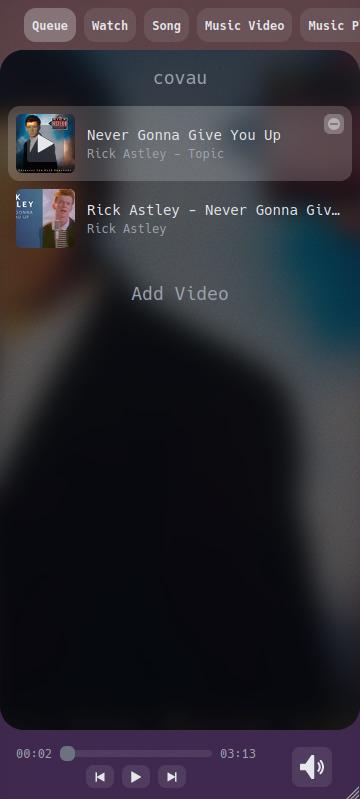 Queue Watch Song Music Video Music P
covau
Never Gonna Give You Up
Rick Astley - Topic
Rick Astley - Never Gonna Giv…
Rick Astley
Add Video
00:02 03:13